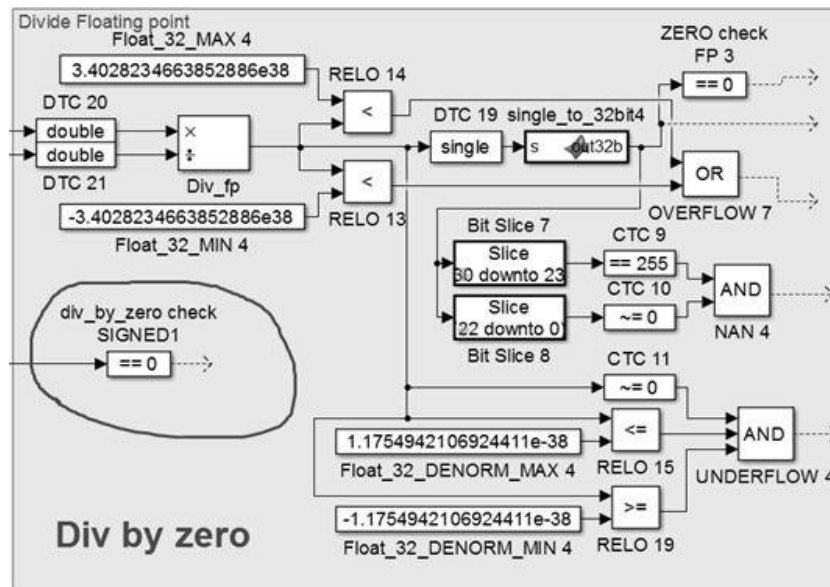 Divide Floating point
Float_32_MAX 4
3.4028234663852886e38
DTC 20
double
double
DTC 21
×
÷
Div_fp
-3.4028234663852886e38
Float_32_MIN 4
RELO 14
<
<
RELO 13
DTC 19
single
single_to_32bit4
s
out32b
ZERO check
FP 3
== 0
OR
OVERFLOW 7
Bit Slice 7
Slice
30 downto 23
Slice
22 downto 0)
Bit Slice 8
CTC 9
== 255
CTC 10
~= 0
AND
NAN 4
div_by_zero check
SIGNED1
== 0
Div by zero
CTC 11
~= 0
1.1754942106924411e-38
Float_32_DENORM_MAX 4
<=
RELO 15
-1.1754942106924411e-38
Float_32_DENORM_MIN 4
>=
RELO 19
AND
UNDERFLOW 4